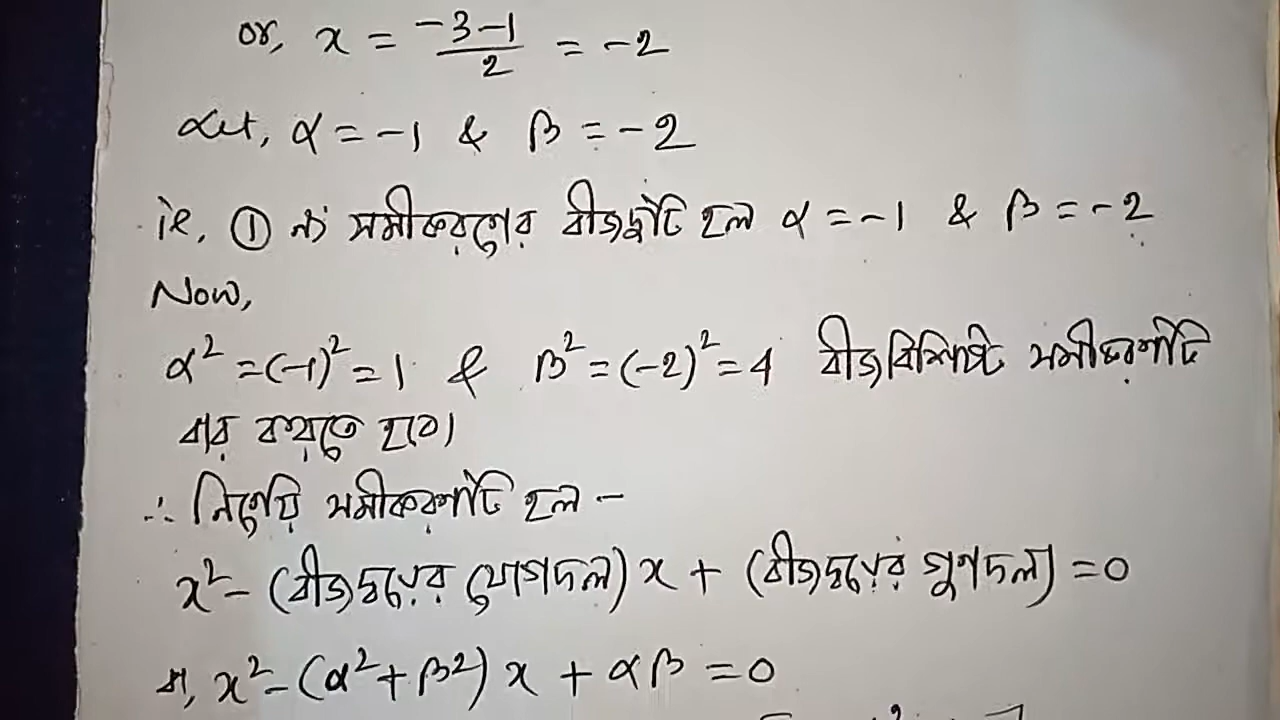 or, x = (-3-1)/2 = -2
Let, α = -1 & β = -2
ie, ① নং সমীকরণের বীজদুটি হল α = -1 & β = -2
Now,
α² = (-1)² = 1 & β² = (-2)² = 4 বীজবিশিষ্ট সমীকরণটি
বার করতে হবে।
∴ নির্ণেয় সমীকরণটি হল –
x² - (বীজদ্বয়ের যোগফল) x + (বীজদ্বয়ের গুণফল) = 0
বা, x² - (α² + β²) x + αβ = 0